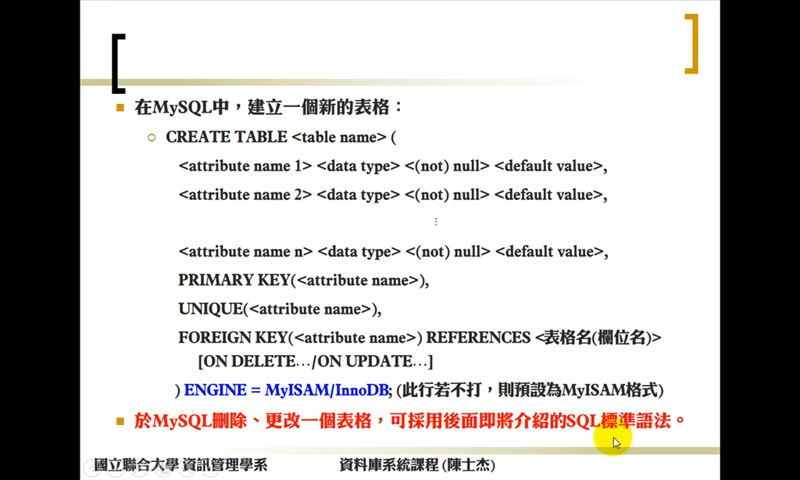 在MySQL中，建立一個新的表格：
CREATE TABLE <table name> (
<attribute name 1> <data type> <(not) null> <default value>,
<attribute name 2> <data type> <(not) null> <default value>,
⋮
<attribute name n> <data type> <(not) null> <default value>,
PRIMARY KEY(<attribute name>),
UNIQUE(<attribute name>),
FOREIGN KEY(<attribute name>) REFERENCES <表格名(欄位名)>
[ON DELETE…/ON UPDATE…]
) ENGINE = MyISAM/InnoDB; (此行若不打，則預設為MyISAM格式)
於MySQL刪除、更改一個表格，可採用後面即將介紹的SQL標準語法。
國立聯合大學 資訊管理學系 資料庫系統課程 (陳士杰)